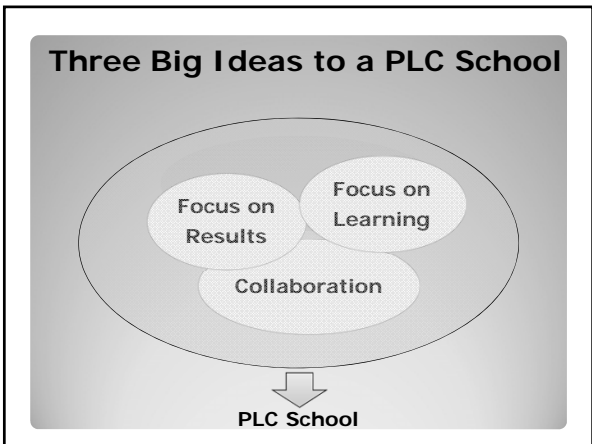 Three Big Ideas to a PLC School
Focus on
Results
Focus on
Learning
Collaboration
PLC School